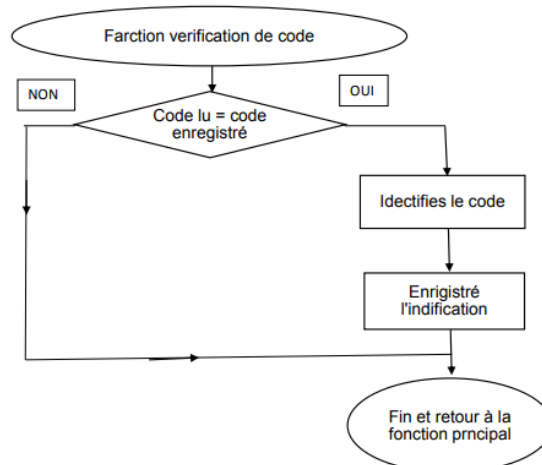 Farction verification de code
NON
OUI
Code lu = code
enregistré
Idectifies le code
Enrigistré
l'indification
Fin et retour à la
fonction prncipal